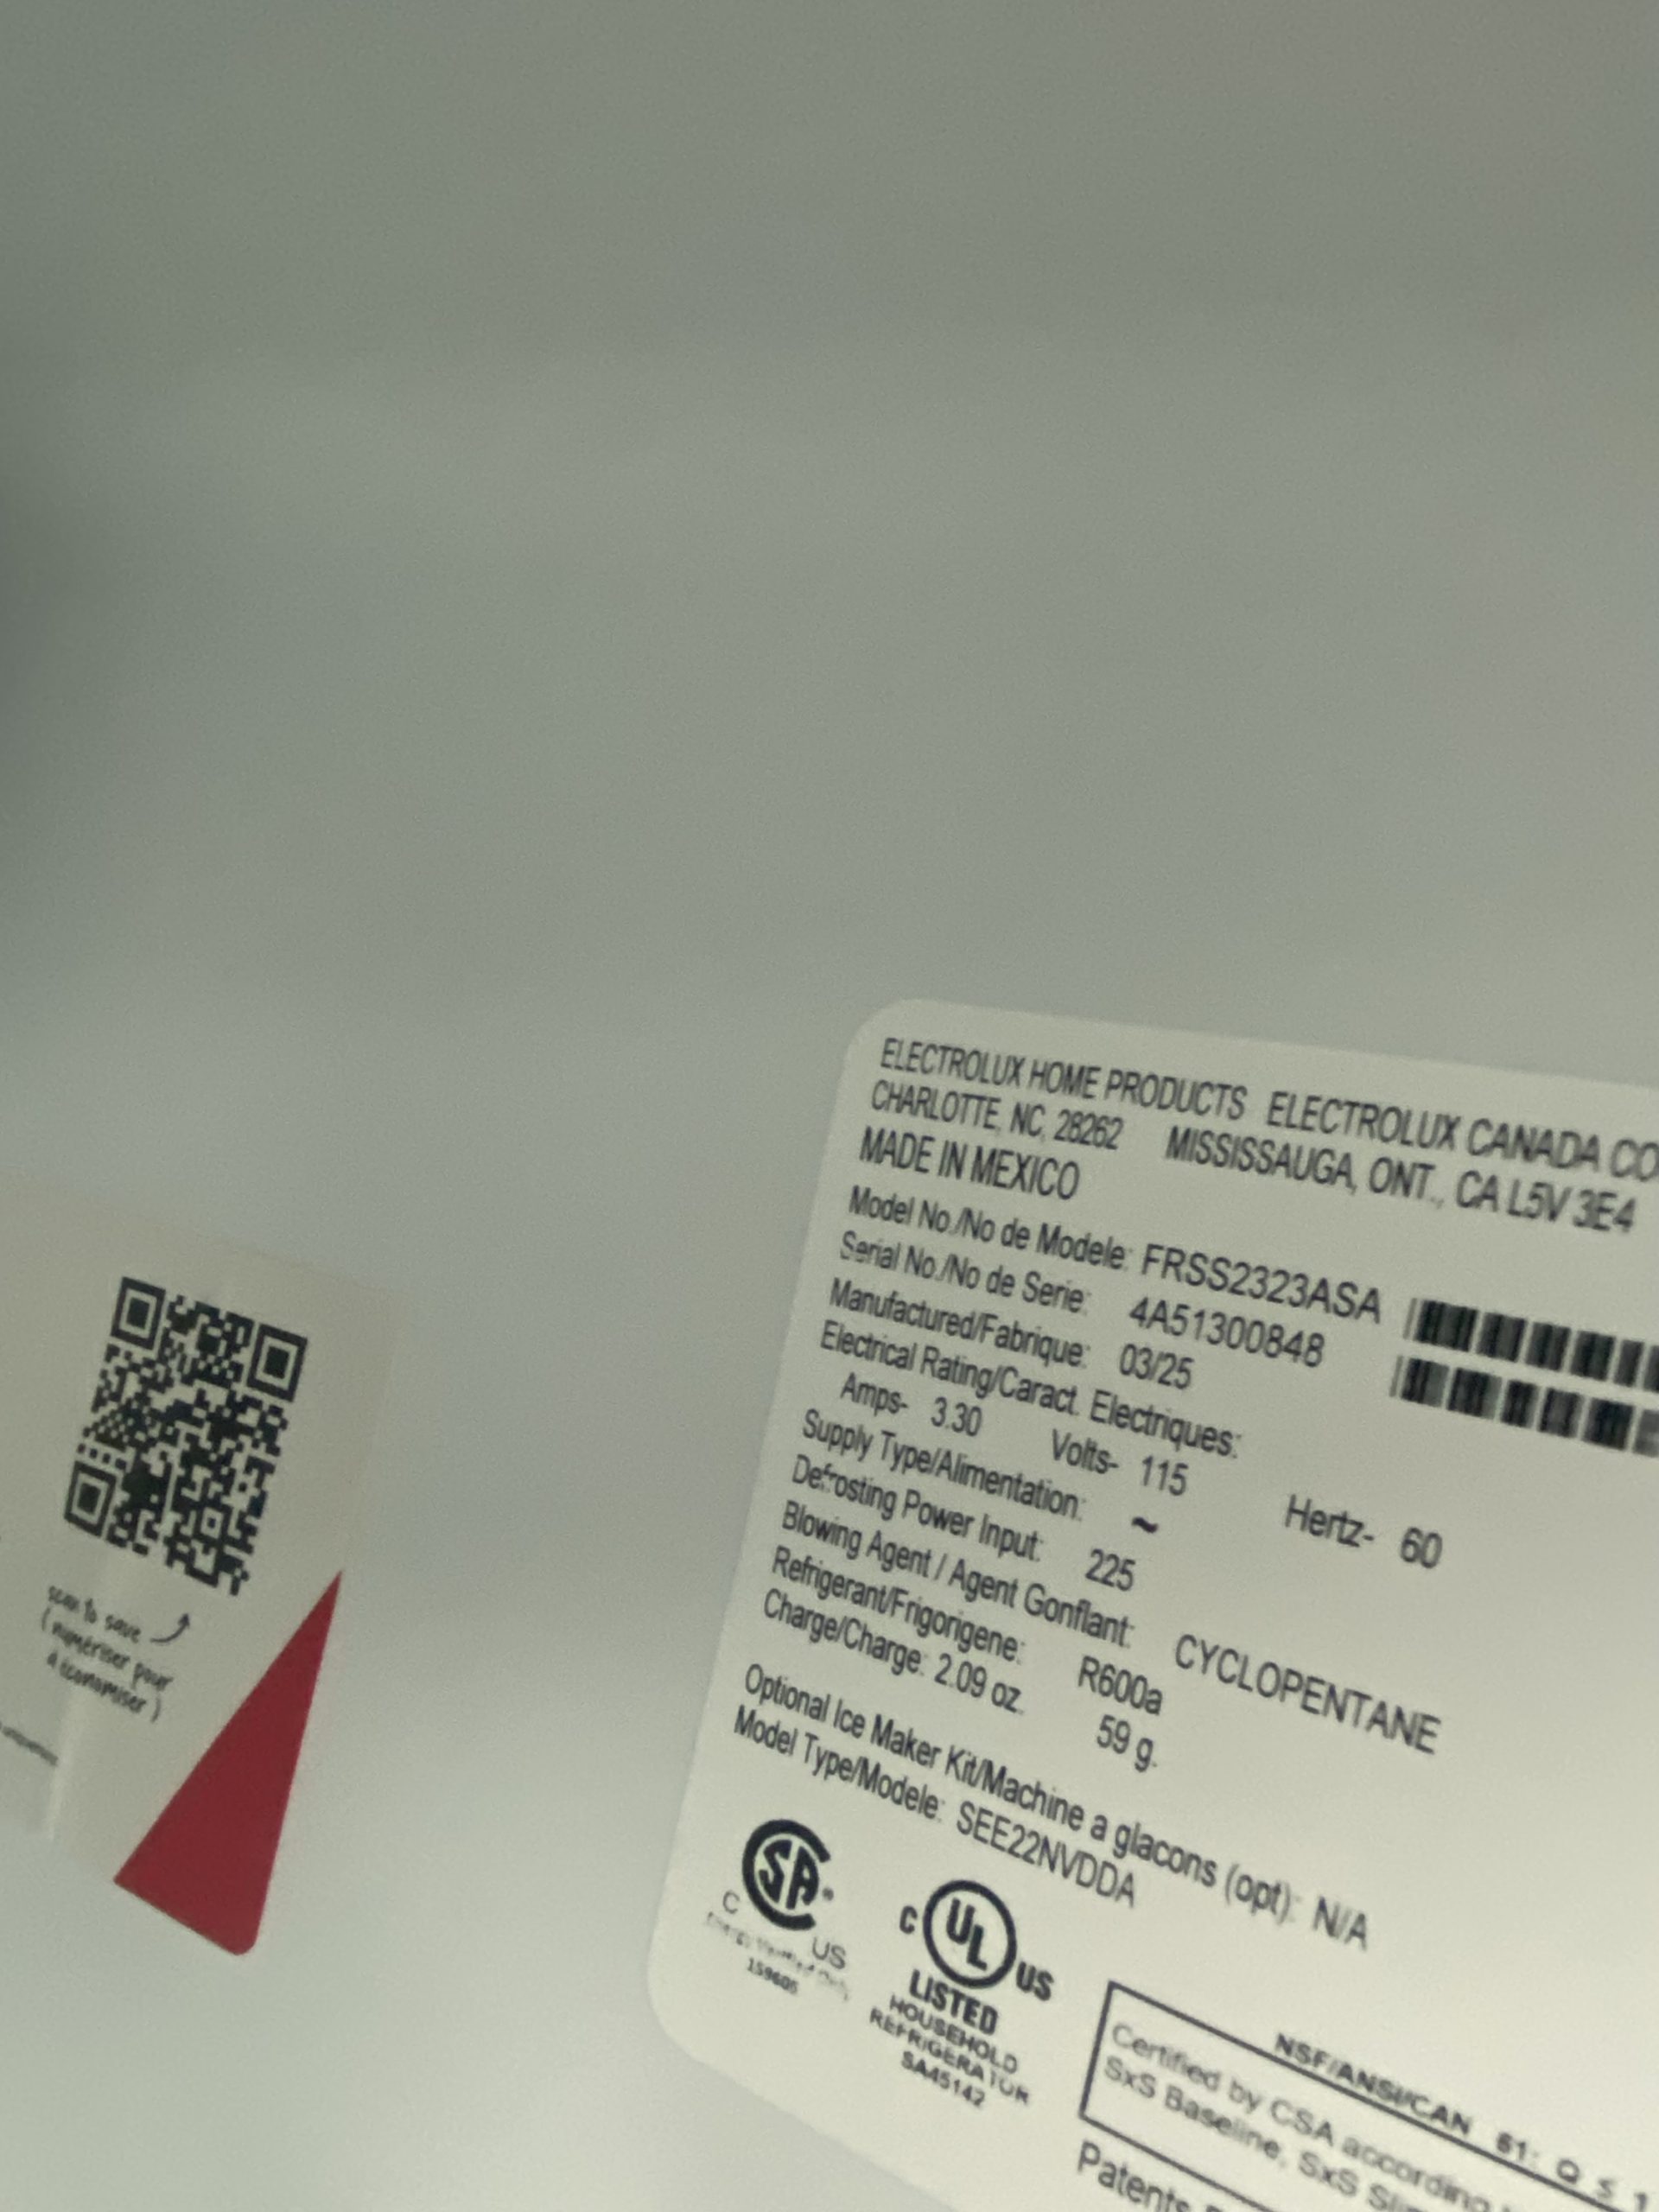 ELECTROLUX HOME PRODUCTS ELECTROLUX CANADA CO
CHARLOTTE, NC, 28262 MISSISSAUGA, ONT., CA L5V 3E4
MADE IN MEXICO
Model No./No de Modele: FRSS2323ASA
Serial No./No de Serie: 4A51300848
Manufactured/Fabrique: 03/25
Electrical Rating/Caract. Electriques:
Amps- 3.30 Volts- 115 Hertz- 60
Supply Type/Alimentation: ~
Defrosting Power Input: 225
Blowing Agent / Agent Gonflant: CYCLOPENTANE
Refrigerant/Frigorigene: R600a
Charge/Charge: 2.09 oz. 59 g.
Optional Ice Maker Kit/Machine a glacons (opt): N/A
Model Type/Modele: SEE22NVDDA
SA
C US
159605
C UL US
LISTED
HOUSEHOLD
REFRIGERATOR
SA45142
NSF/ANSI/CAN 61: Q ≤ 1
Certified by CSA according
SxS Baseline, SxS
Patents
scan to save
(numériser pour
économiser)